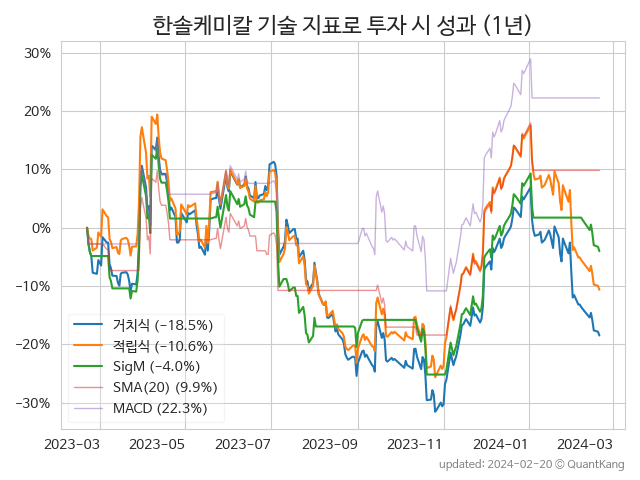 한솔케미칼 기술 지표로 투자 시 성과 (1년)
30%
20%
10%
0%
−10%
−20%
−30%
거치식 (−18.5%)
적립식 (−10.6%)
SigM (−4.0%)
SMA(20) (9.9%)
MACD (22.3%)
2023-03 2023-05 2023-07 2023-09 2023-11 2024-01 2024-03
updated: 2024-02-20 © QuantKang